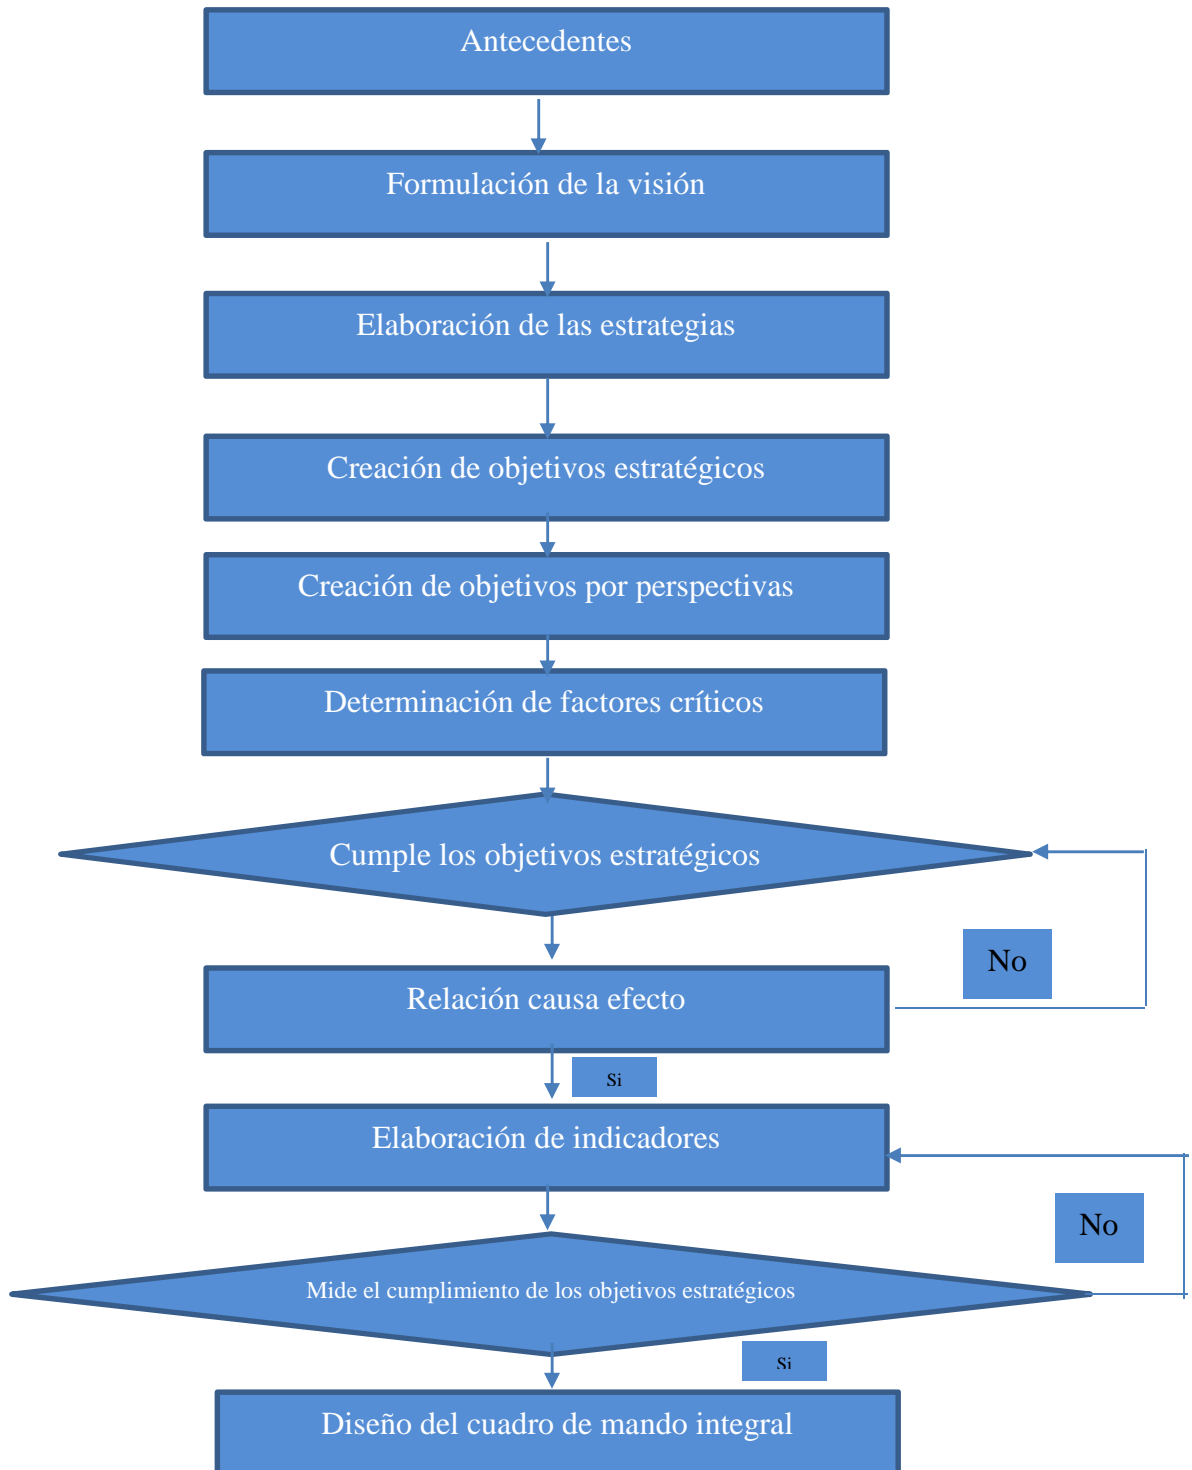 Antecedentes
Formulación de la visión
Elaboración de las estrategias
Creación de objetivos estratégicos
Creación de objetivos por perspectivas
Determinación de factores críticos
Cumple los objetivos estratégicos
No
Relación causa efecto
Si
Elaboración de indicadores
No
Mide el cumplimiento de los objetivos estratégicos
Si
Diseño del cuadro de mando integral